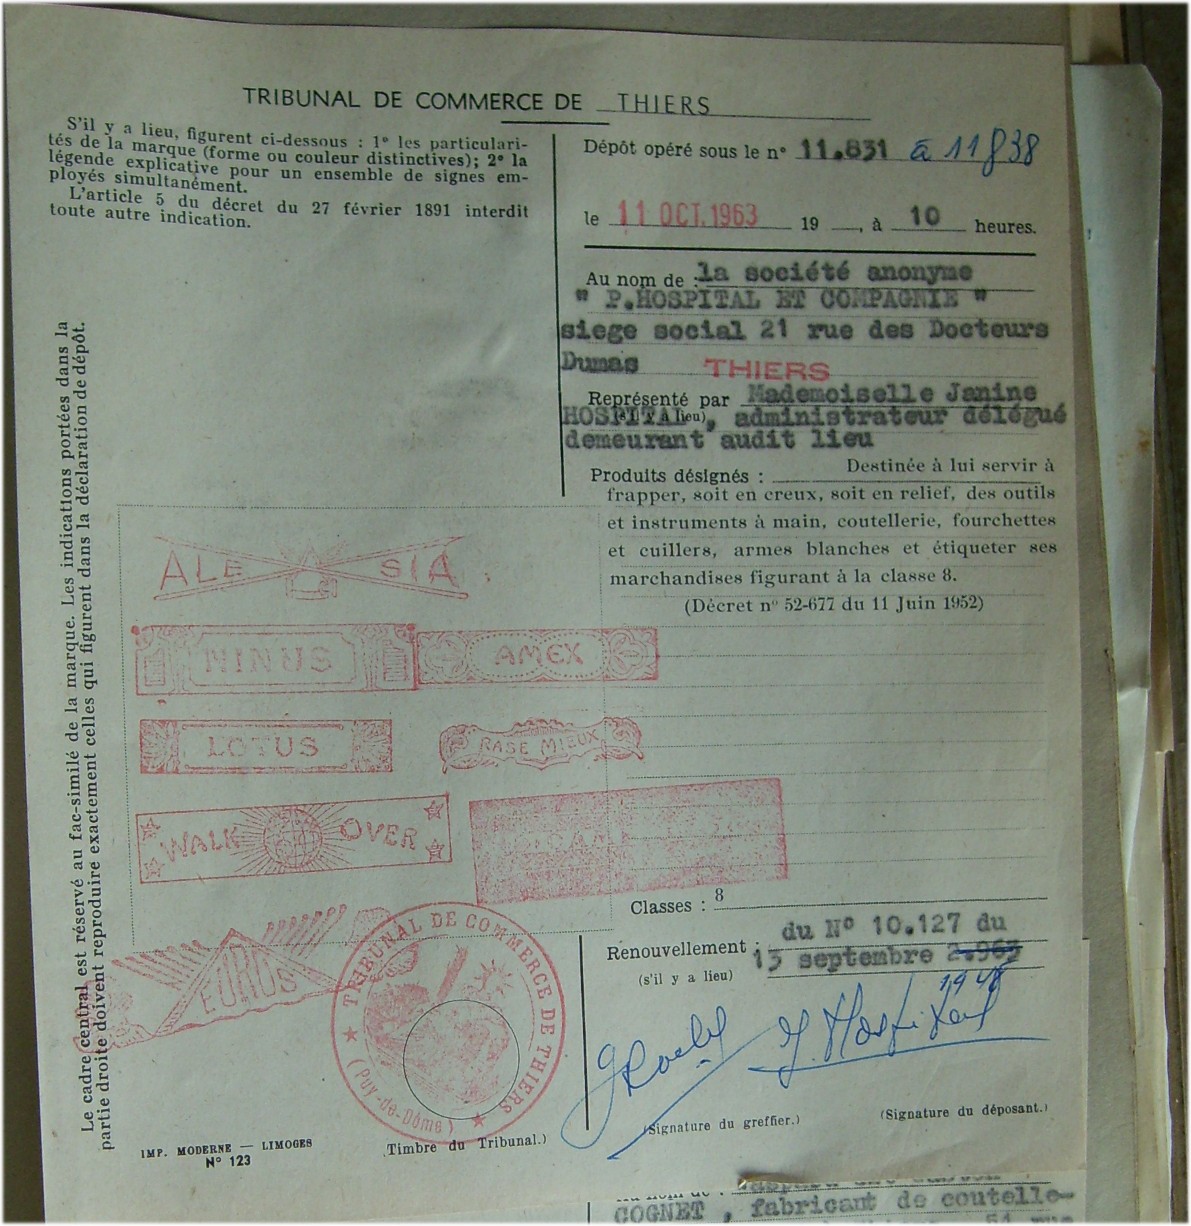 TRIBUNAL DE COMMERCE DE THIERS
S'il y a lieu, figurent ci-dessous : 1° les particulari-
tés de la marque (forme ou couleur distinctives); 2° la
légende explicative pour un ensemble de signes em-
ployés simultanément.
L'article 5 du décret du 27 février 1891 interdit
toute autre indication.
Dépôt opéré sous le n° 11.831 à 11838
le 11 OCT. 1963 19 , à 10 heures.
Au nom de : la société anonyme
" P.HOSPITAL ET COMPAGNIE "
siege social 21 rue des Docteurs
Dumas THIERS
Représenté par Mademoiselle Janine
(s'il y a lieu) HOSPITAL, administrateur délégué
demeurant audit lieu
Produits désignés : Destinée à lui servir à
frapper, soit en creux, soit en relief, des outils
et instruments à main, coutellerie, fourchettes
et cuillers, armes blanches et étiqueter ses
marchandises figurant à la classe 8.
(Décret n° 52-677 du 11 Juin 1952)
Le cadre central est réservé au fac-similé de la marque. Les indications portées dans la
partie droite doivent reproduire exactement celles qui figurent dans la déclaration de dépôt.
ALESIA
MINUS
AMEX
LOTUS
RASE MIEUX
WALK OVER
EUROS
TRIBUNAL DE COMMERCE DE THIERS
(Puy-de-Dôme)
Classes : 8
Renouvellement : du N° 10.127 du
(s'il y a lieu) 13 septembre 2.963
1948
J. Hospital
(Signature du greffier.)
(Signature du déposant.)
IMP. MODERNE — LIMOGES
N° 123
Timbre du Tribunal.)
Au nom de :
COGNET , fabricant de coutelle-